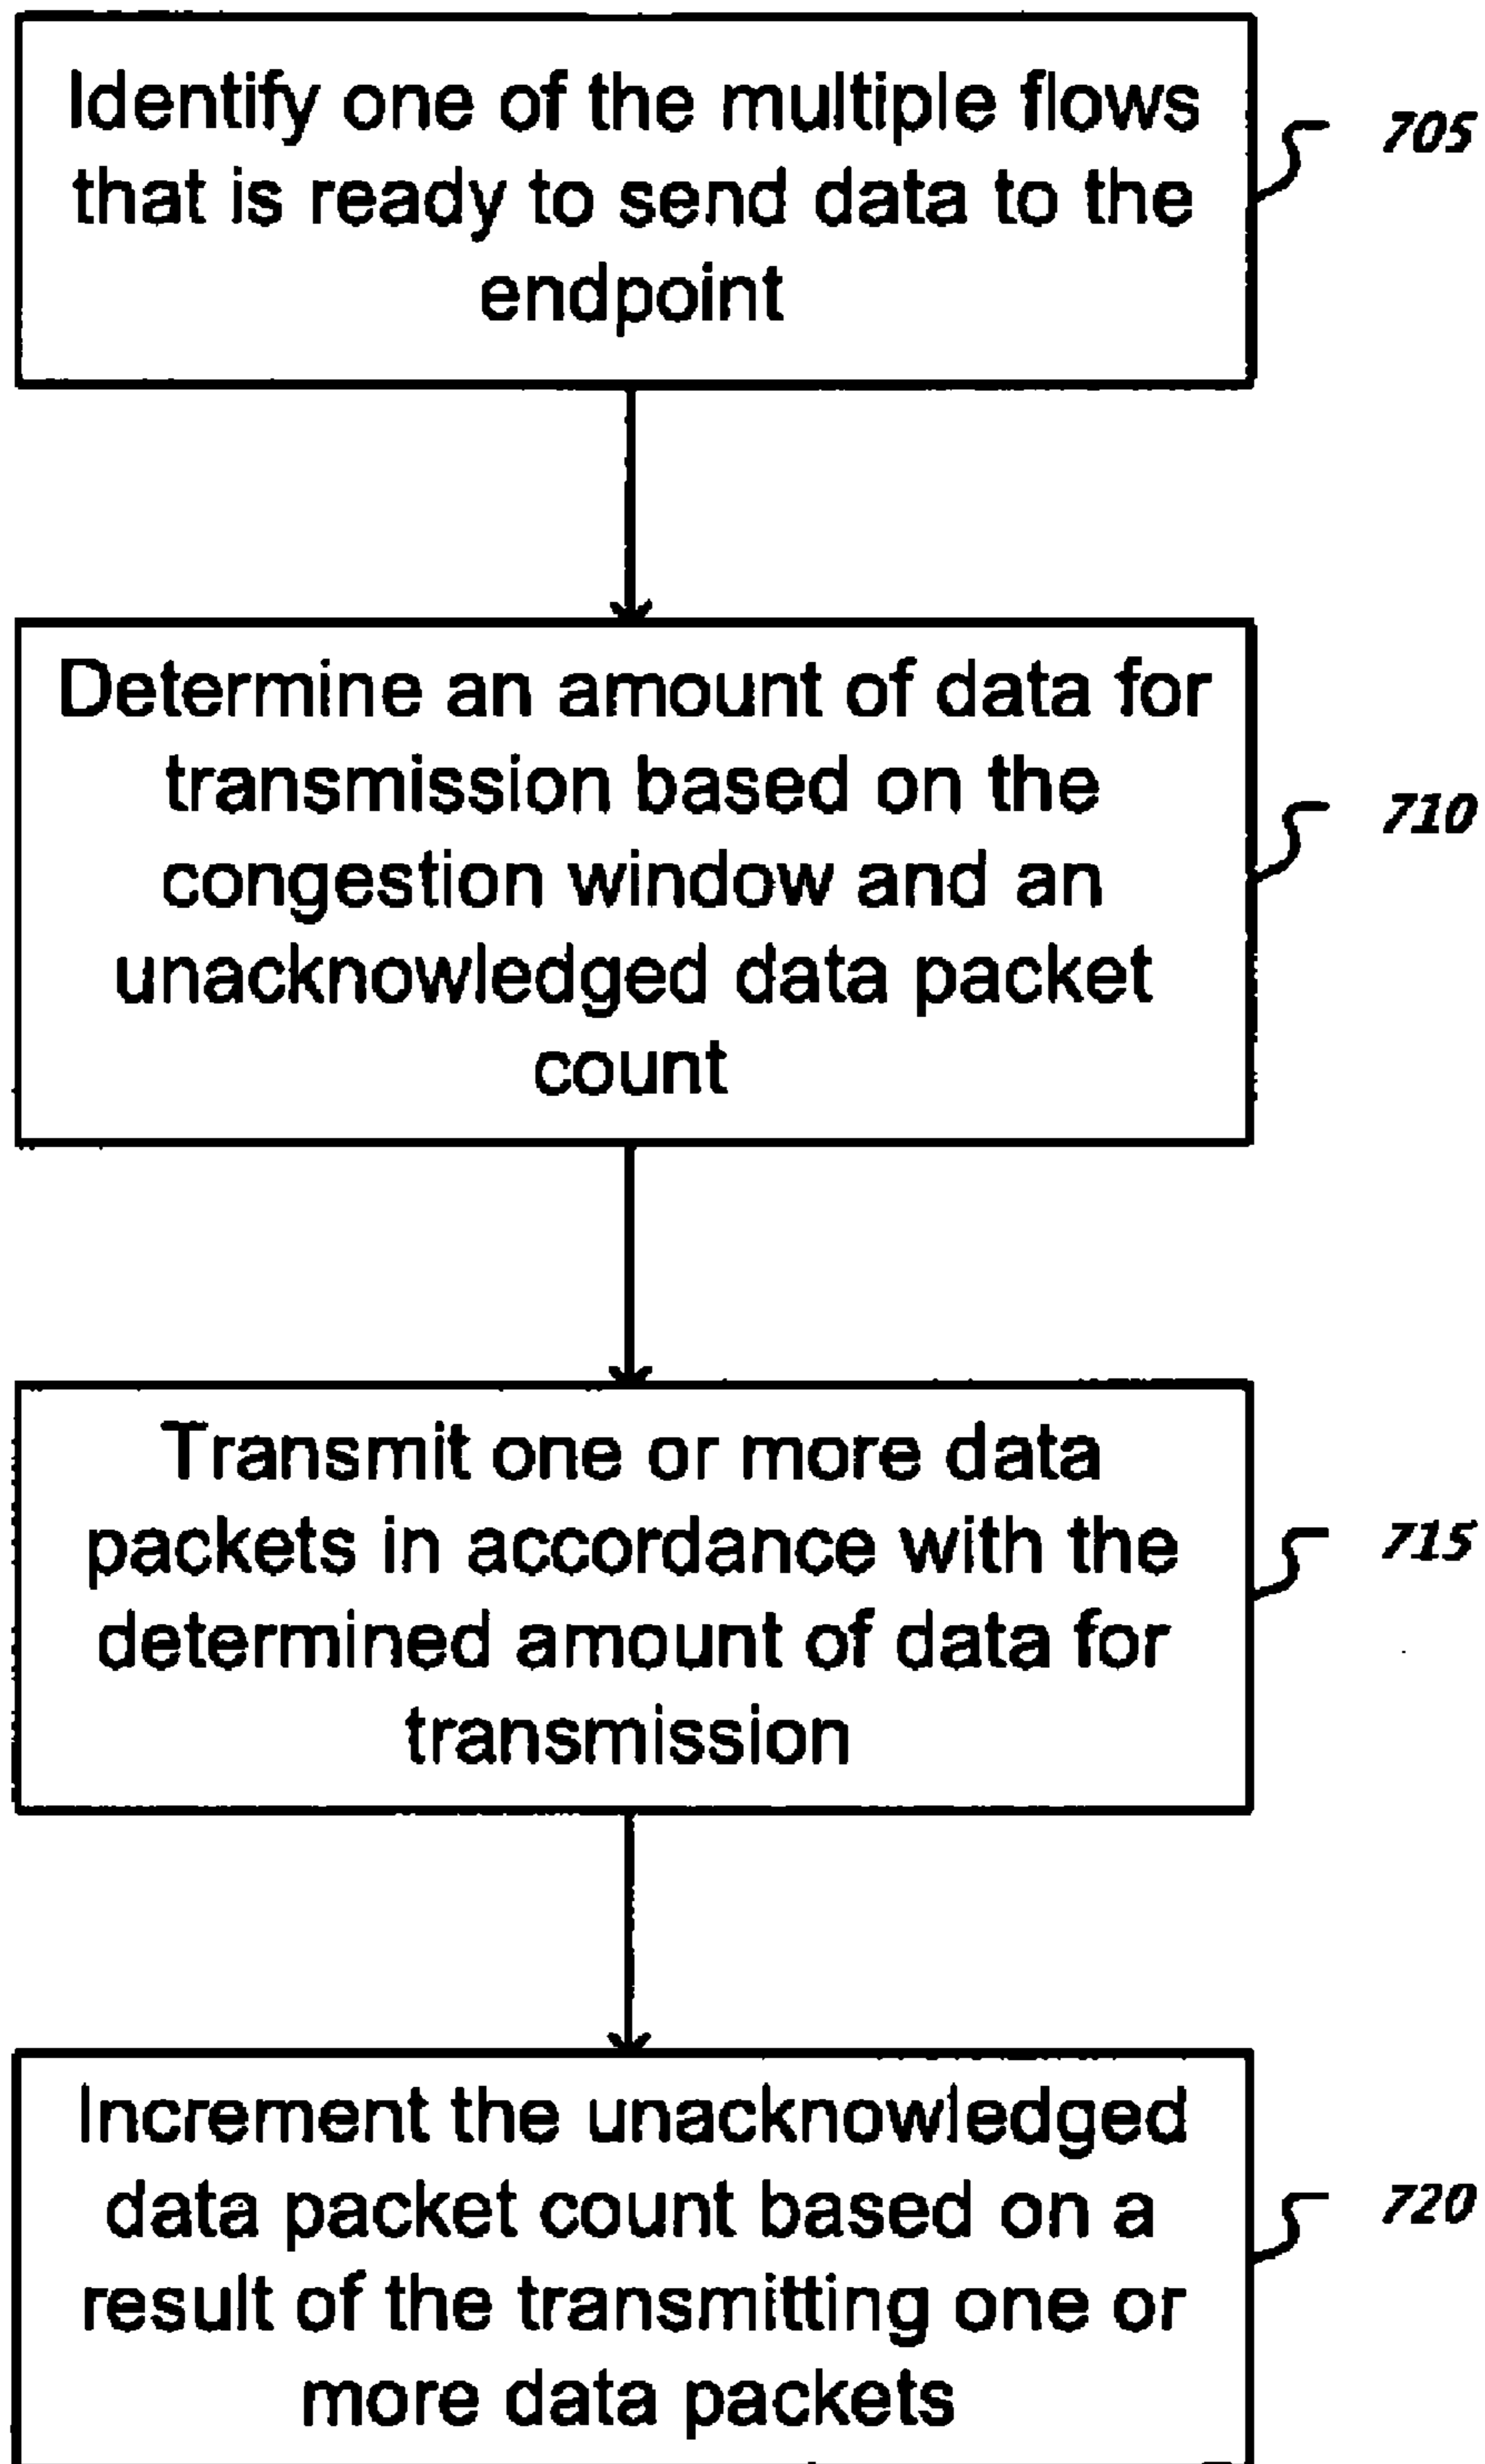 Identify one of the multiple flows
that is ready to send data to the
endpoint
705
Determine an amount of data for
transmission based on the
congestion window and an
unacknowledged data packet
count
710
Transmit one or more data
packets in accordance with the
determined amount of data for
transmission
715
Increment the unacknowledged
data packet count based on a
result of the transmitting one or
more data packets
720